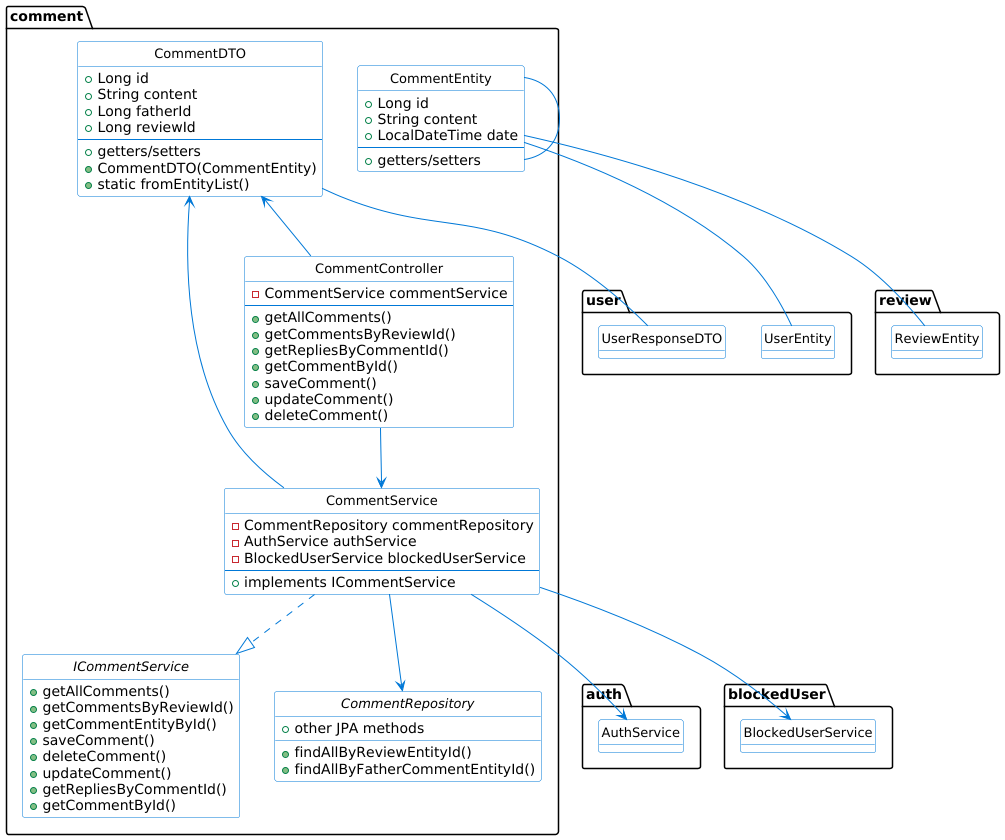 comment
CommentDTO
Long id
String content
Long fatherId
Long reviewId
getters/setters
CommentDTO(CommentEntity)
static fromEntityList()
CommentEntity
Long id
String content
LocalDateTime date
getters/setters
CommentController
CommentService commentService
getAllComments()
getCommentsByReviewId()
getRepliesByCommentId()
getCommentById()
saveComment()
updateComment()
deleteComment()
user
UserResponseDTO
UserEntity
review
ReviewEntity
CommentService
CommentRepository commentRepository
AuthService authService
BlockedUserService blockedUserService
implements ICommentService
ICommentService
getAllComments()
getCommentsByReviewId()
getCommentEntityById()
saveComment()
deleteComment()
updateComment()
getRepliesByCommentId()
getCommentById()
CommentRepository
other JPA methods
findAllByReviewEntityId()
findAllByFatherCommentEntityId()
auth
AuthService
blockedUser
BlockedUserService